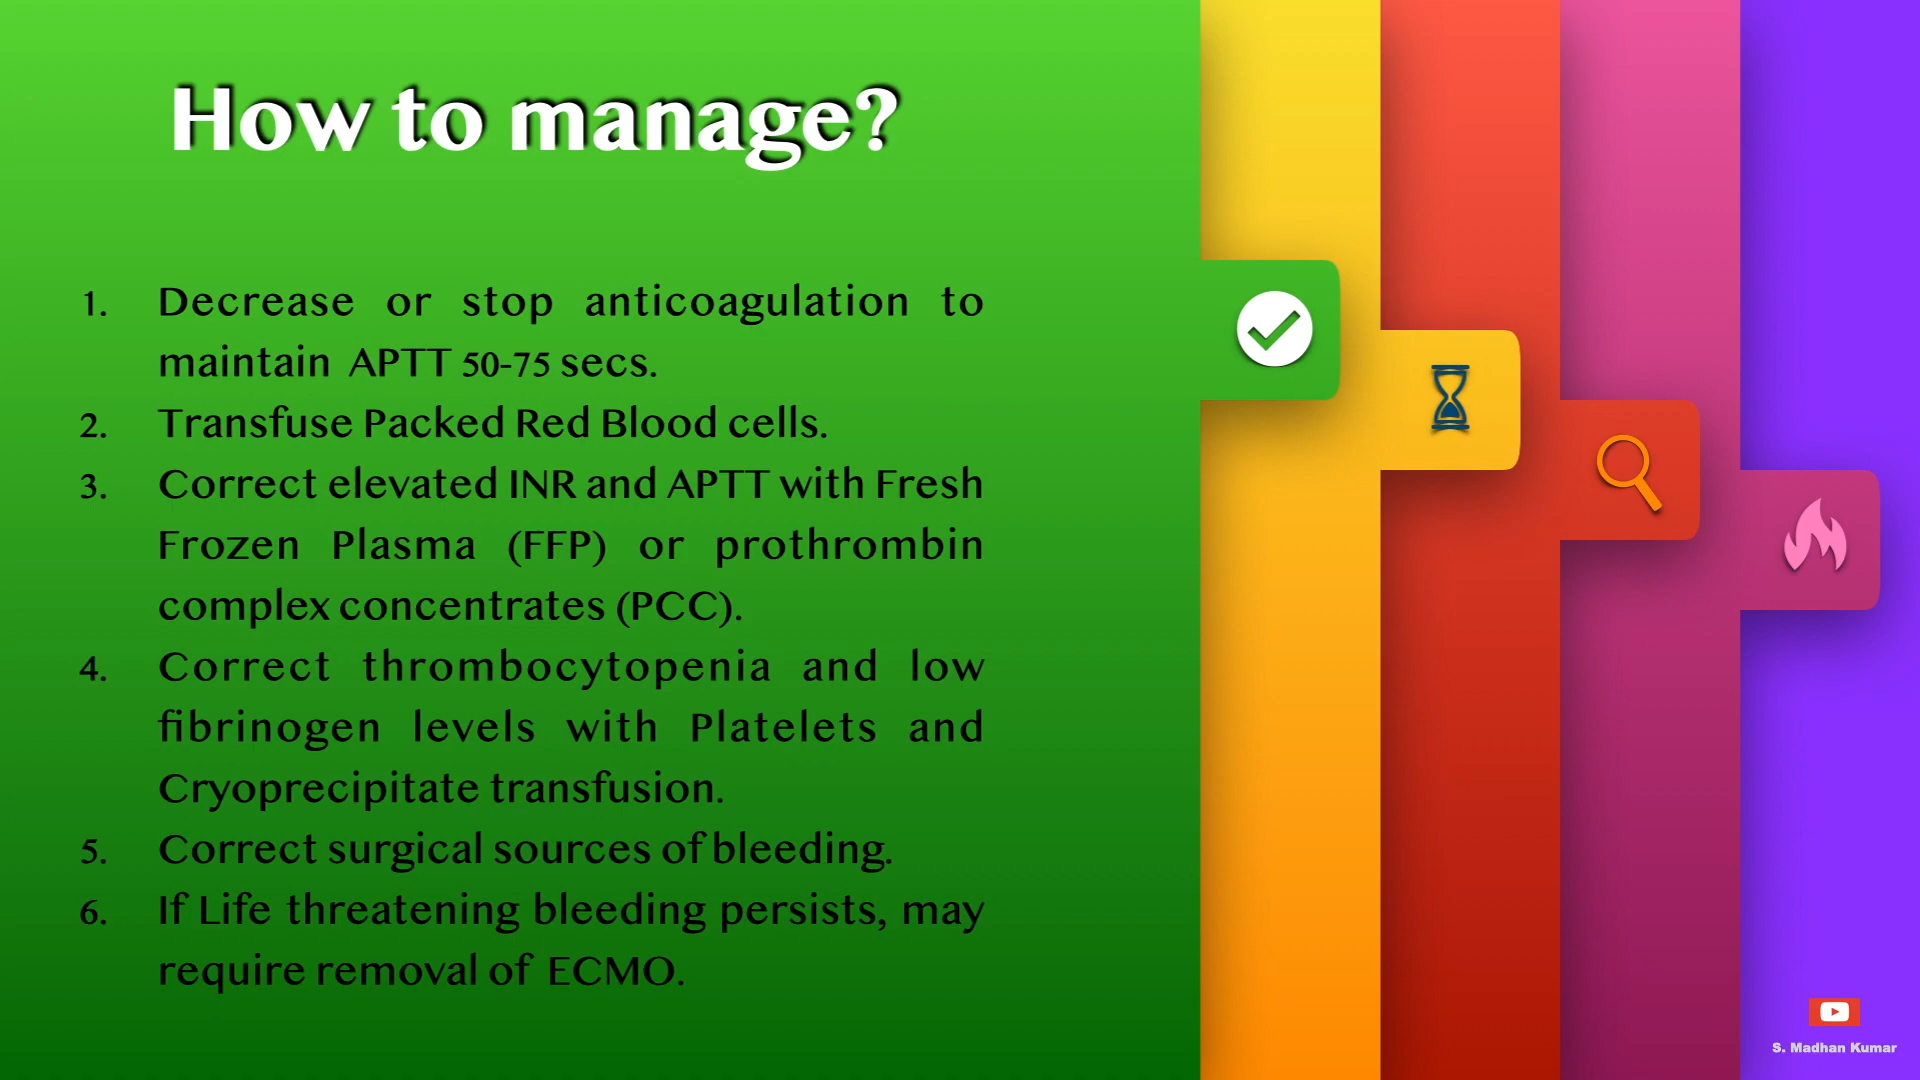 How to manage?
1. Decrease or stop anticoagulation to
maintain APTT 50-75 secs.
2. Transfuse Packed Red Blood cells.
3. Correct elevated INR and APTT with Fresh
Frozen Plasma (FFP) or prothrombin
complex concentrates (PCC).
4. Correct thrombocytopenia and low
fibrinogen levels with Platelets and
Cryoprecipitate transfusion.
5. Correct surgical sources of bleeding.
6. If Life threatening bleeding persists, may
require removal of ECMO.
S. Madhan Kumar